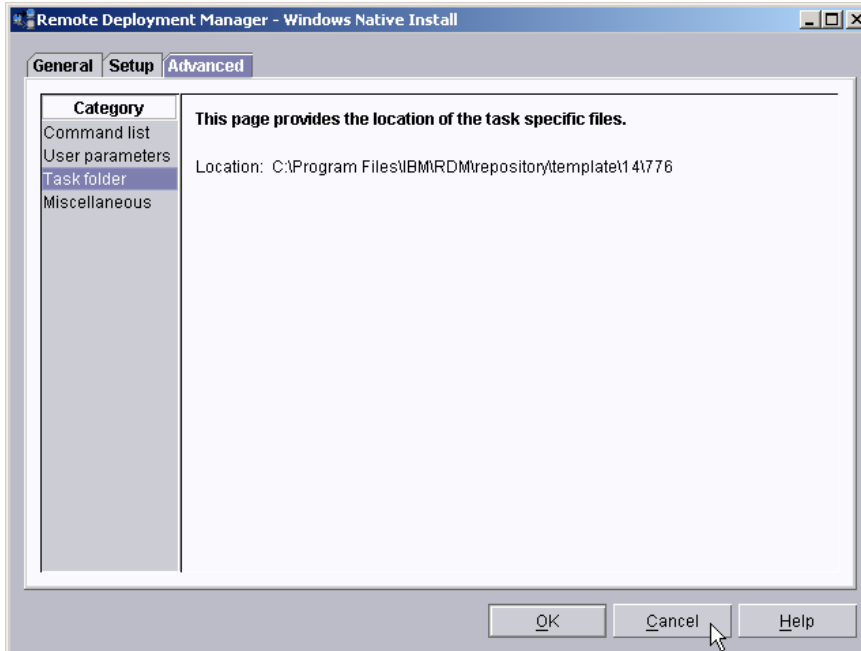 Remote Deployment Manager - Windows Native Install
General Setup Advanced
Category
Command list
User parameters
Task folder
Miscellaneous
This page provides the location of the task specific files.
Location: C:\Program Files\IBM\RDM\repository\template\14\776
OK Cancel Help